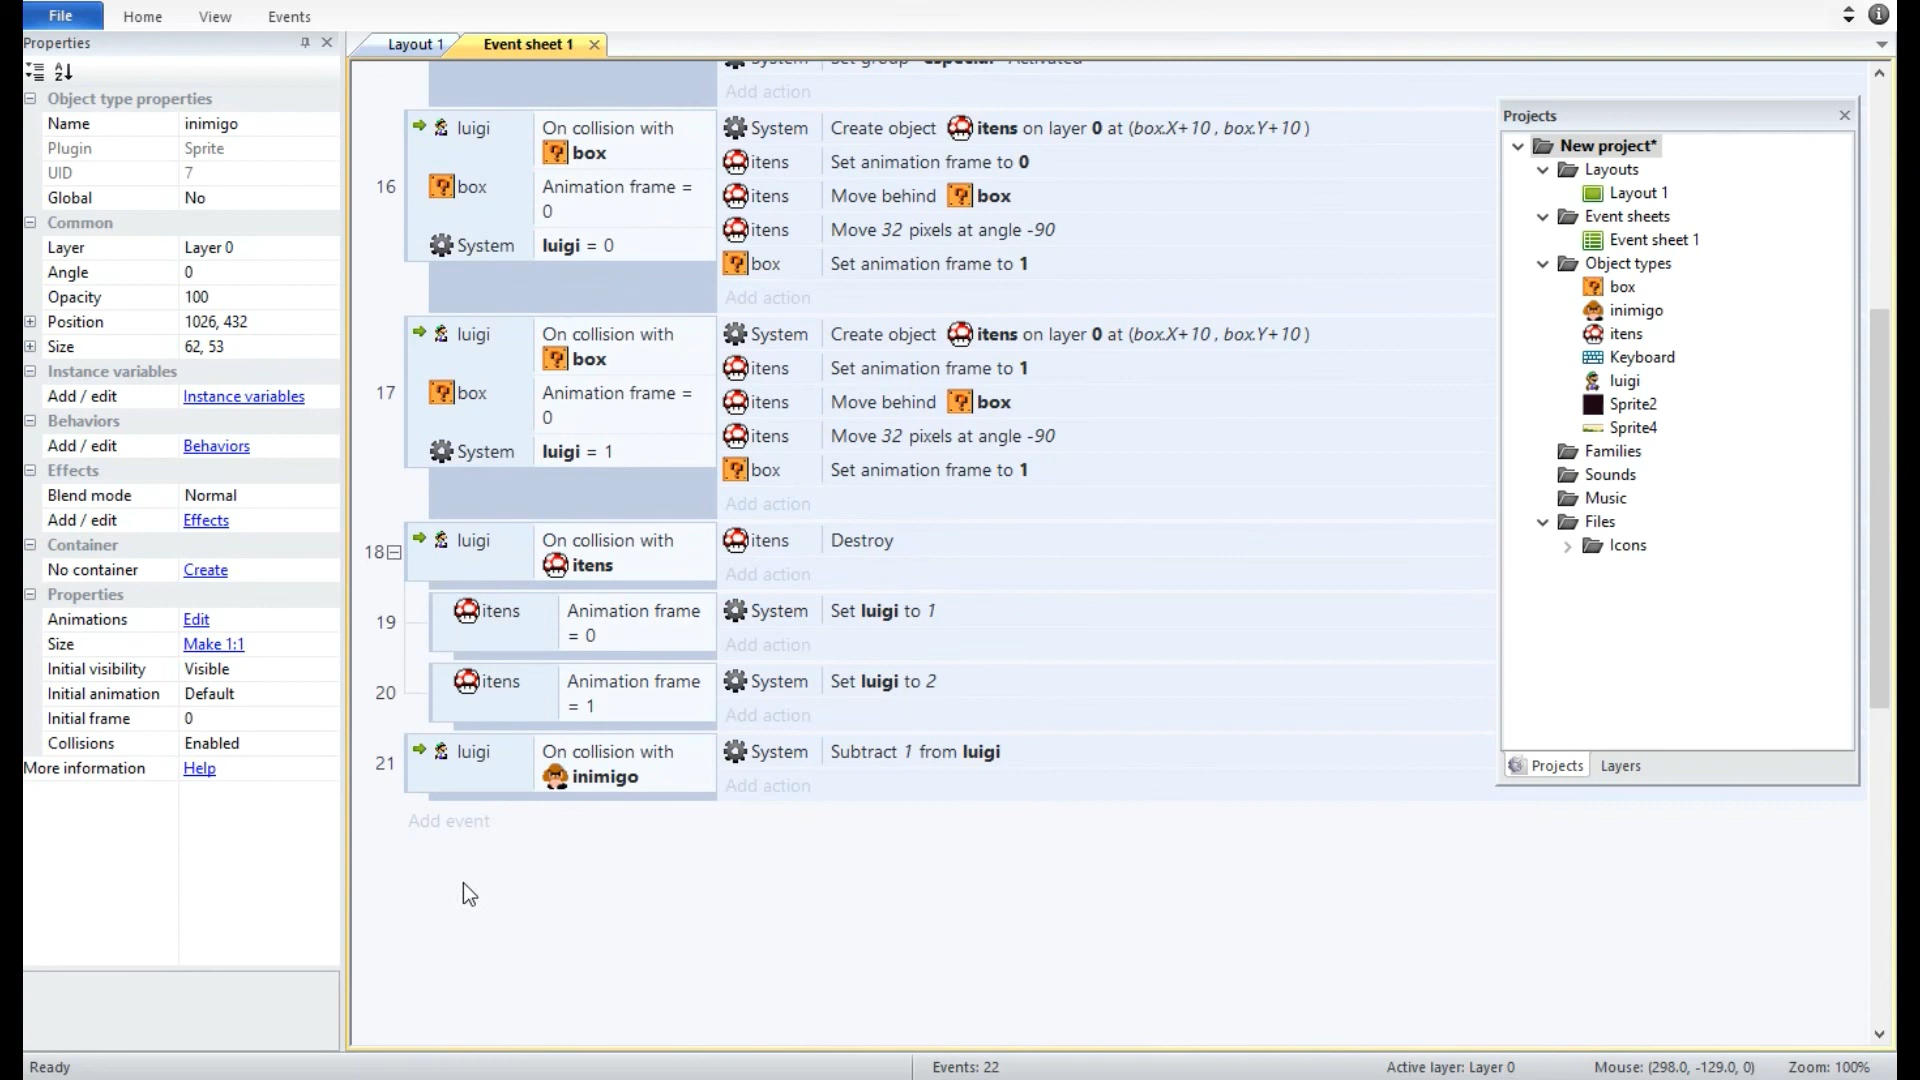 File Home View Events
Properties
Layout 1 Event sheet 1
Object type properties
Name inimigo
Plugin Sprite
UID 7
Global No
Common
Layer Layer 0
Angle 0
Opacity 100
Position 1026, 432
Size 62, 53
Instance variables
Add / edit Instance variables
Behaviors
Add / edit Behaviors
Effects
Blend mode Normal
Add / edit Effects
Container
No container Create
Properties
Animations Edit
Size Make 1:1
Initial visibility Visible
Initial animation Default
Initial frame 0
Collisions Enabled
More information Help
System Set group "especial" Activated
Add action
16
luigi On collision with
box
box Animation frame =
0
System luigi = 0
System Create object itens on layer 0 at (box.X+10 , box.Y+10 )
itens Set animation frame to 0
itens Move behind box
itens Move 32 pixels at angle -90
box Set animation frame to 1
Add action
17
luigi On collision with
box
box Animation frame =
0
System luigi = 1
System Create object itens on layer 0 at (box.X+10 , box.Y+10 )
itens Set animation frame to 1
itens Move behind box
itens Move 32 pixels at angle -90
box Set animation frame to 1
Add action
18
luigi On collision with
itens
itens Destroy
Add action
19
itens Animation frame
= 0
System Set luigi to 1
Add action
20
itens Animation frame
= 1
System Set luigi to 2
Add action
21
luigi On collision with
inimigo
System Subtract 1 from luigi
Add action
Add event
Projects
New project*
Layouts
Layout 1
Event sheets
Event sheet 1
Object types
box
inimigo
itens
Keyboard
luigi
Sprite2
Sprite4
Families
Sounds
Music
Files
Icons
Projects Layers
Ready Events: 22 Active layer: Layer 0 Mouse: (298.0, -129.0, 0) Zoom: 100%